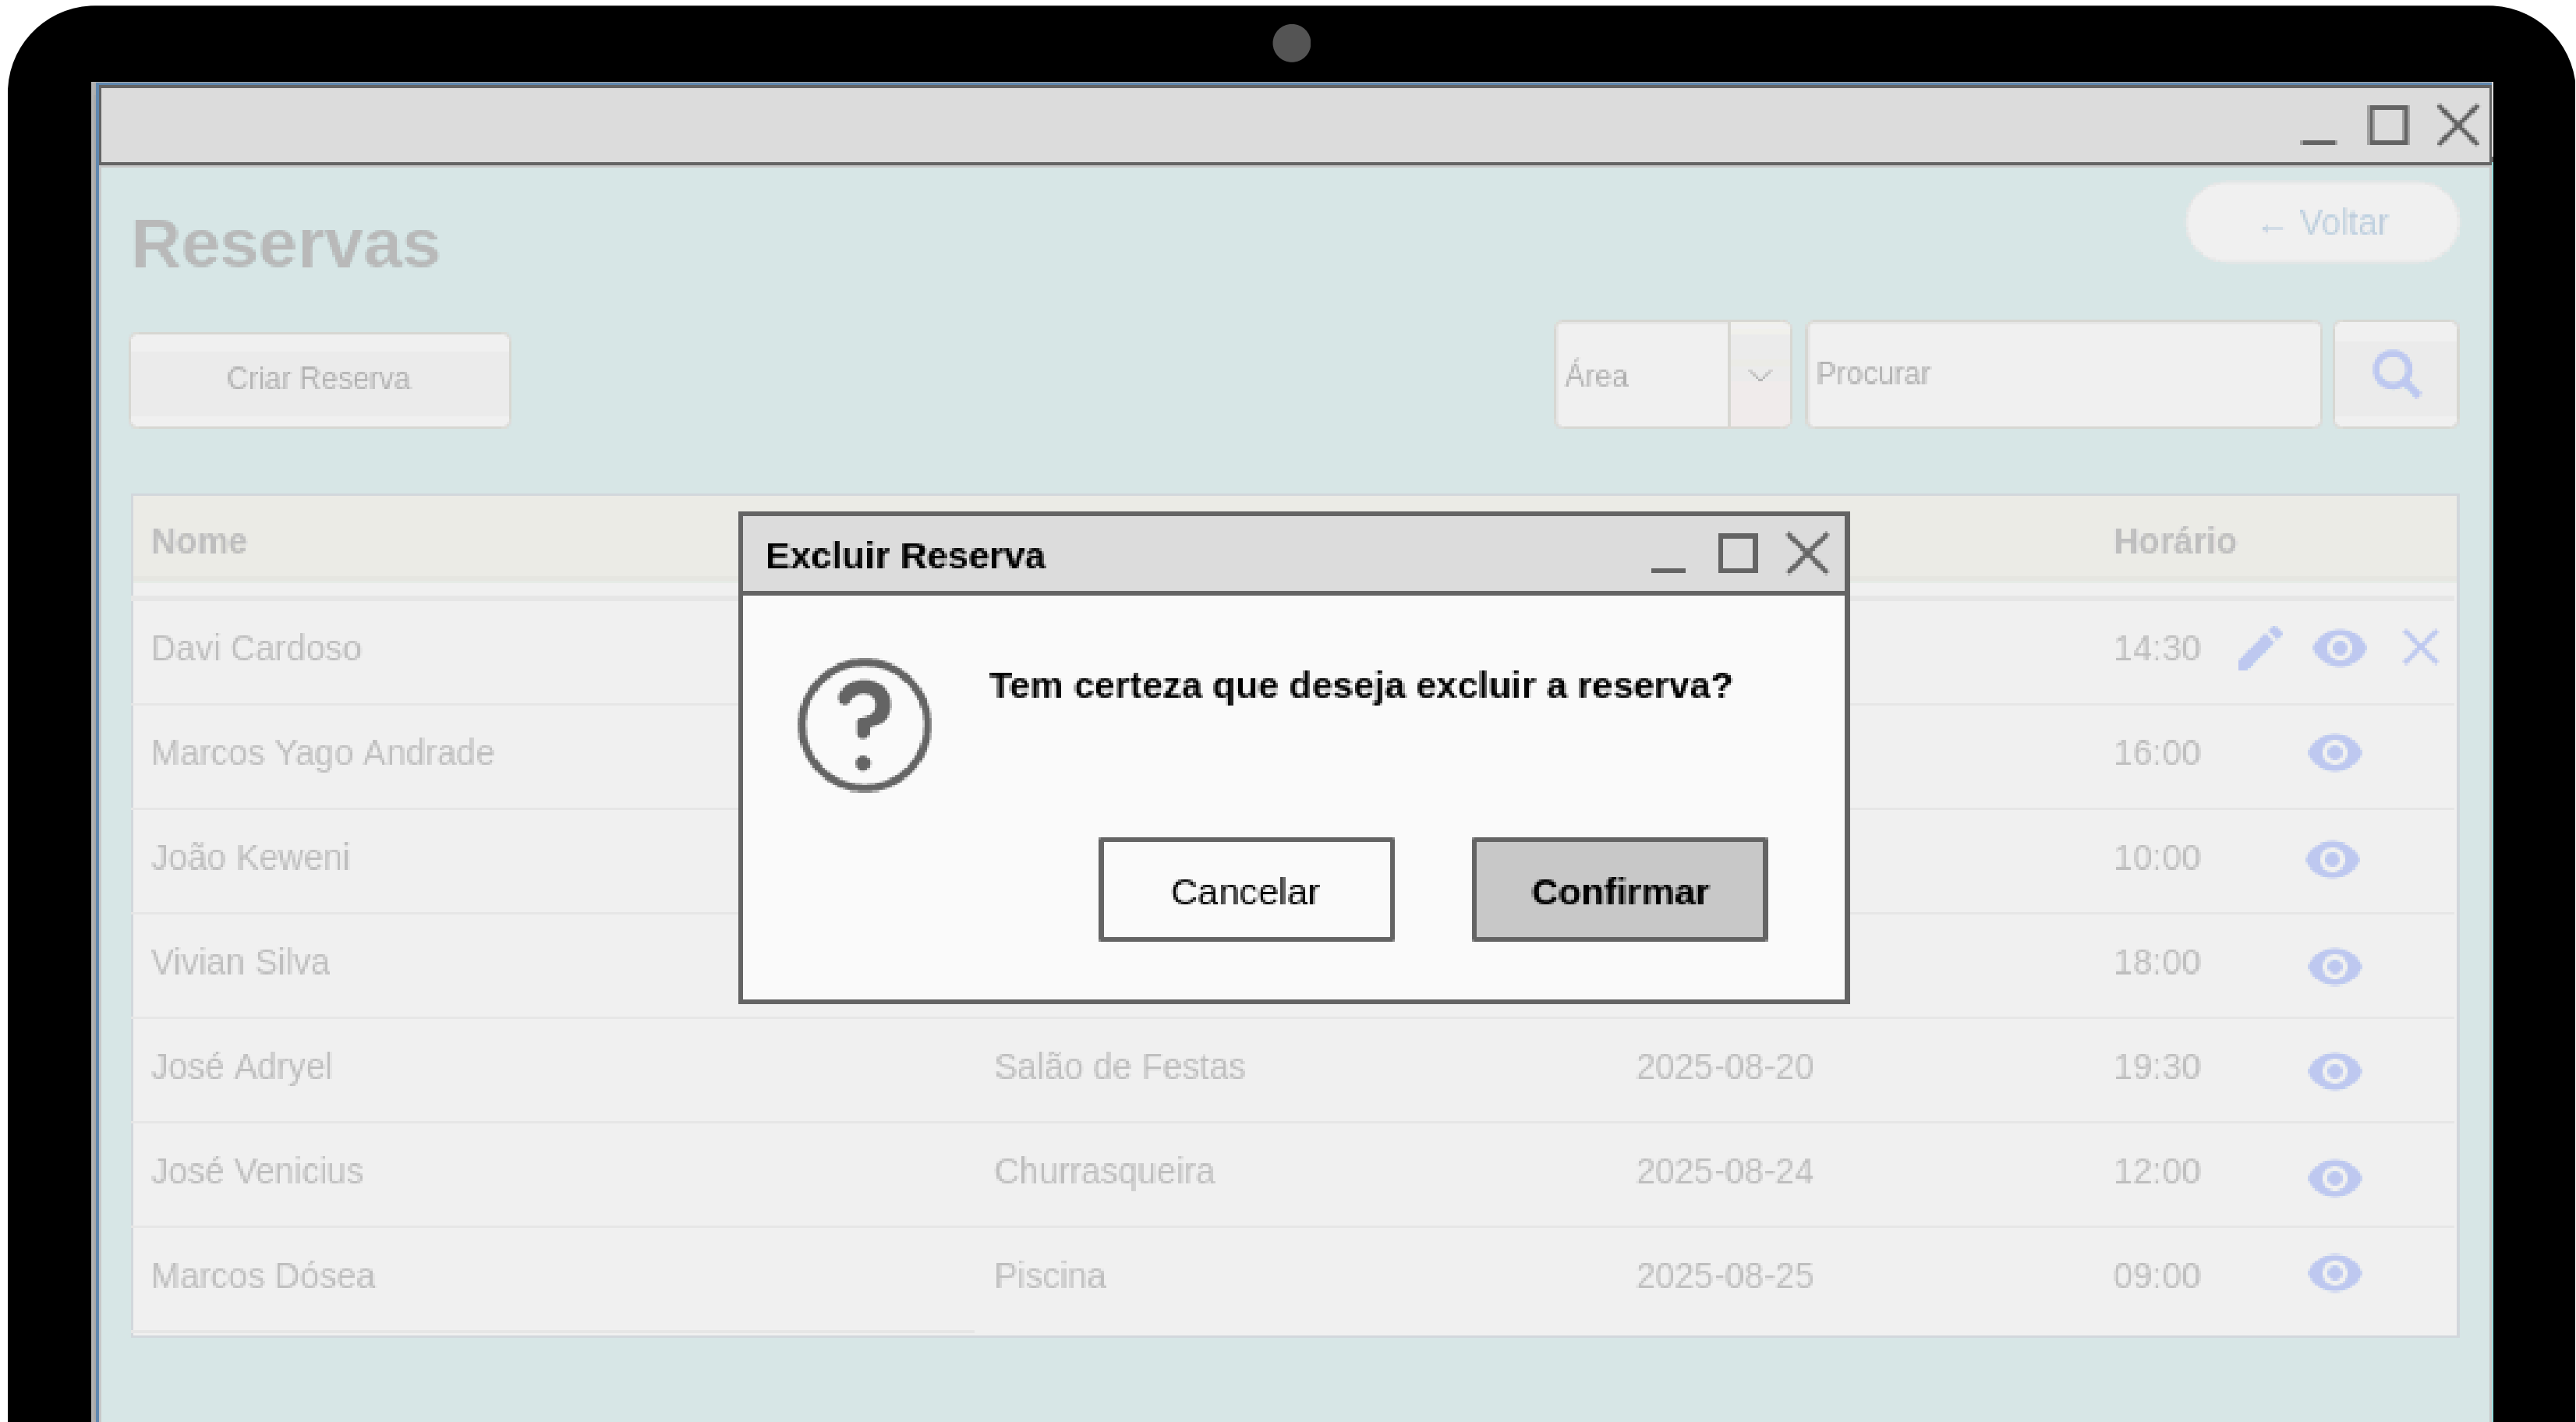 Reservas
← Voltar
Criar Reserva
Área
Procurar
Nome
Horário
Excluir Reserva
Tem certeza que deseja excluir a reserva?
Cancelar
Confirmar
Davi Cardoso
14:30
Marcos Yago Andrade
16:00
João Keweni
10:00
Vivian Silva
18:00
José Adryel Salão de Festas 2025-08-20 19:30
José Venicius Churrasqueira 2025-08-24 12:00
Marcos Dósea Piscina 2025-08-25 09:00